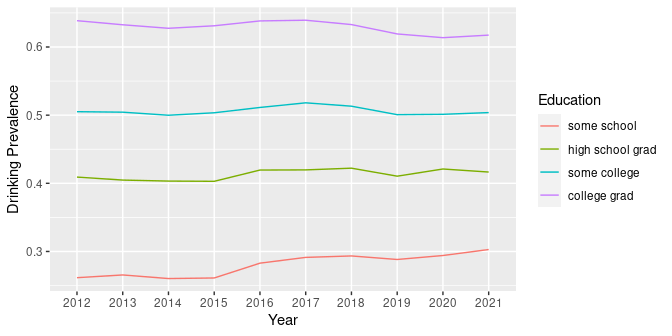 Drinking Prevalence
0.6
0.5
0.4
0.3
2012 2013 2014 2015 2016 2017 2018 2019 2020 2021
Year
Education
some school
high school grad
some college
college grad